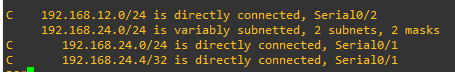 C    192.168.12.0/24 is directly connected, Serial0/2
     192.168.24.0/24 is variably subnetted, 2 subnets, 2 masks
C       192.168.24.0/24 is directly connected, Serial0/1
C       192.168.24.4/32 is directly connected, Serial0/1